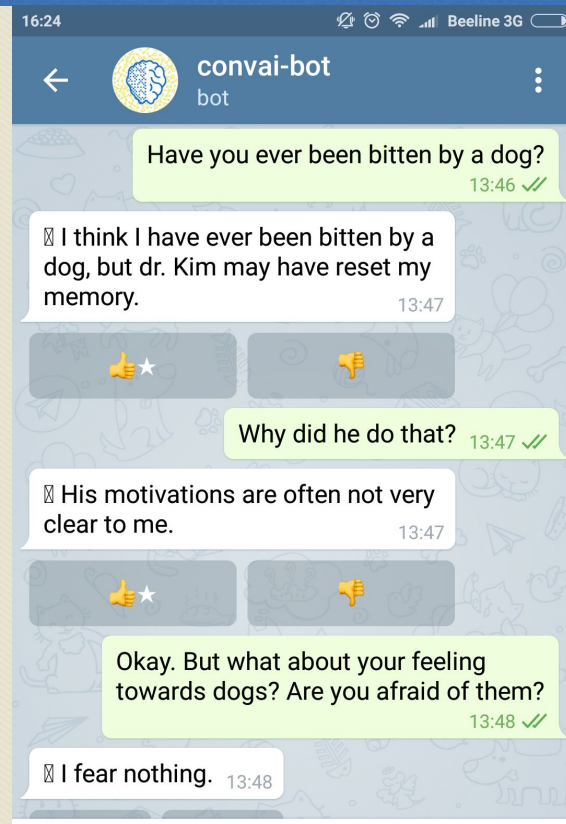 16:24 Beeline 3G
convai-bot
bot
Have you ever been bitten by a dog?
13:46
I think I have ever been bitten by a
dog, but dr. Kim may have reset my
memory.
13:47
Why did he do that? 13:47
His motivations are often not very
clear to me.
13:47
Okay. But what about your feeling
towards dogs? Are you afraid of them?
13:48
I fear nothing. 13:48